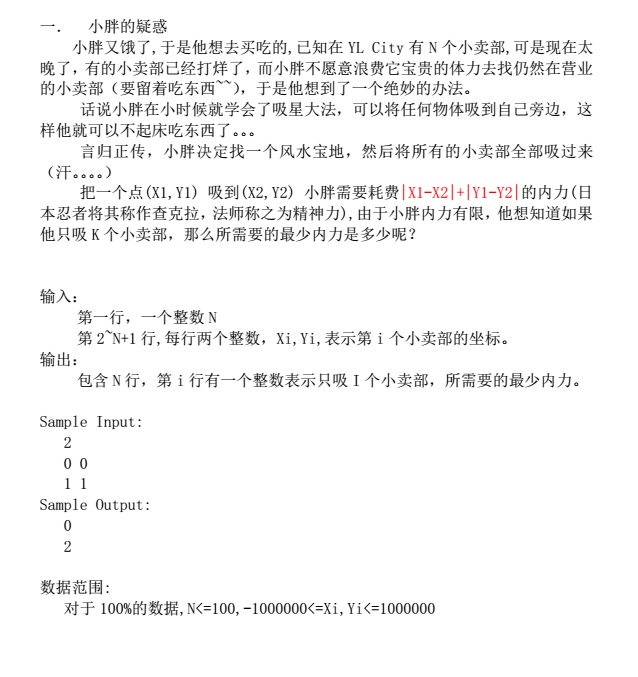 一. 小胖的疑惑
小胖又饿了,于是他想去买吃的,已知在 YL City 有 N 个小卖部,可是现在太
晚了，有的小卖部已经打烊了，而小胖不愿意浪费它宝贵的体力去找仍然在营业
的小卖部（要留着吃东西~~），于是他想到了一个绝妙的办法。
话说小胖在小时候就学会了吸星大法，可以将任何物体吸到自己旁边，这
样他就可以不起床吃东西了。。。
言归正传，小胖决定找一个风水宝地，然后将所有的小卖部全部吸过来
（汗。。。。）
把一个点(X1,Y1) 吸到(X2,Y2) 小胖需要耗费|X1-X2|+|Y1-Y2|的内力(日
本忍者将其称作查克拉，法师称之为精神力),由于小胖内力有限，他想知道如果
他只吸 K 个小卖部，那么所需要的最少内力是多少呢？
输入：
第一行，一个整数 N
第 2~N+1 行,每行两个整数，Xi,Yi,表示第 i 个小卖部的坐标。
输出：
包含 N 行，第 i 行有一个整数表示只吸 I 个小卖部，所需要的最少内力。
Sample Input:
2
0 0
1 1
Sample Output:
0
2
数据范围:
对于 100%的数据,N<=100,-1000000<=Xi,Yi<=1000000